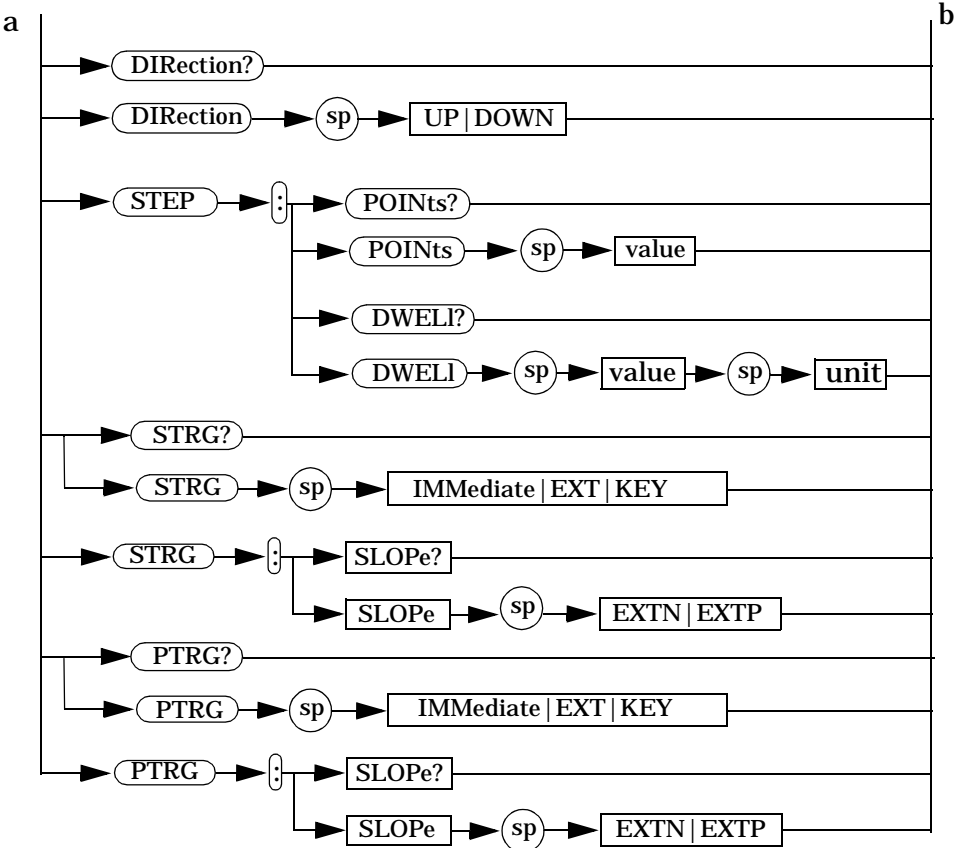 a b
DIRection?
DIRection sp UP|DOWN
STEP : POINts?
POINts sp value
DWELl?
DWELl sp value sp unit
STRG?
STRG sp IMMediate|EXT|KEY
STRG : SLOPe?
SLOPe sp EXTN|EXTP
PTRG?
PTRG sp IMMediate|EXT|KEY
PTRG : SLOPe?
SLOPe sp EXTN|EXTP